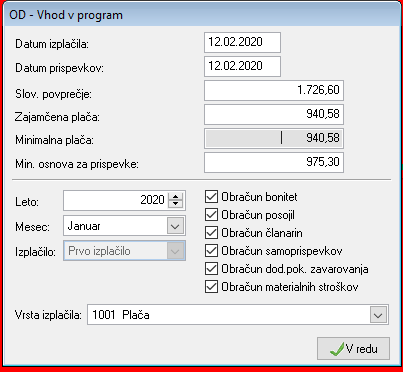 OD - Vhod v program
Datum izplačila: 12.02.2020
Datum prispevkov: 12.02.2020
Slov. povprečje: 1.726,60
Zajamčena plača: 940,58
Minimalna plača: 940,58
Min. osnova za prispevke: 975,30
Leto: 2020
Mesec: Januar
Izplačilo: Prvo izplačilo
Obračun bonitet
Obračun posojil
Obračun članarin
Obračun samoprispevkov
Obračun dod.pok. zavarovanja
Obračun materialnih stroškov
Vrsta izplačila: 1001 Plača
V redu